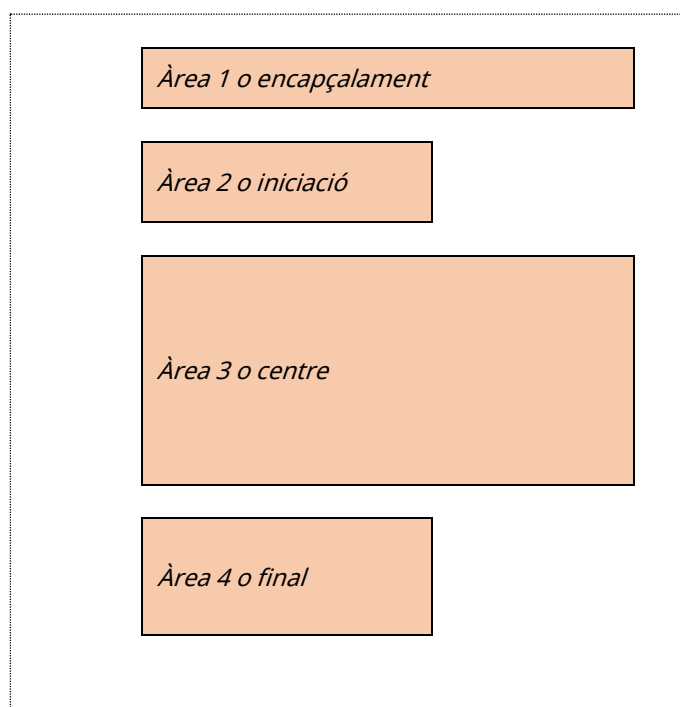 Àrea 1 o encapçalament
Àrea 2 o iniciació
Àrea 3 o centre
Àrea 4 o final